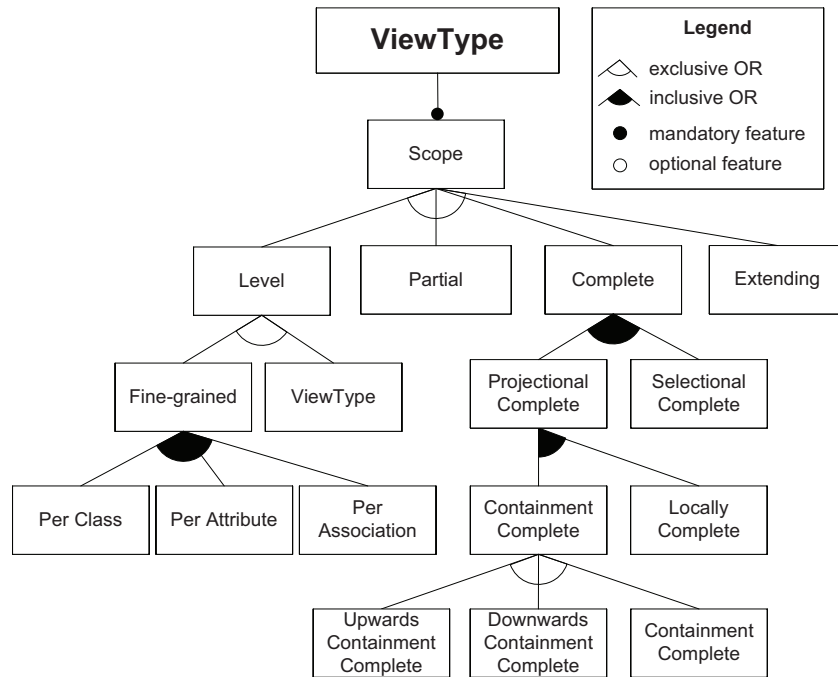 ViewType
Legend
exclusive OR
inclusive OR
mandatory feature
optional feature
Scope
Level
Partial
Complete
Extending
Fine-grained
ViewType
Projectional
Complete
Selectional
Complete
Per Class
Per Attribute
Per
Association
Containment
Complete
Locally
Complete
Upwards
Containment
Complete
Downwards
Containment
Complete
Containment
Complete